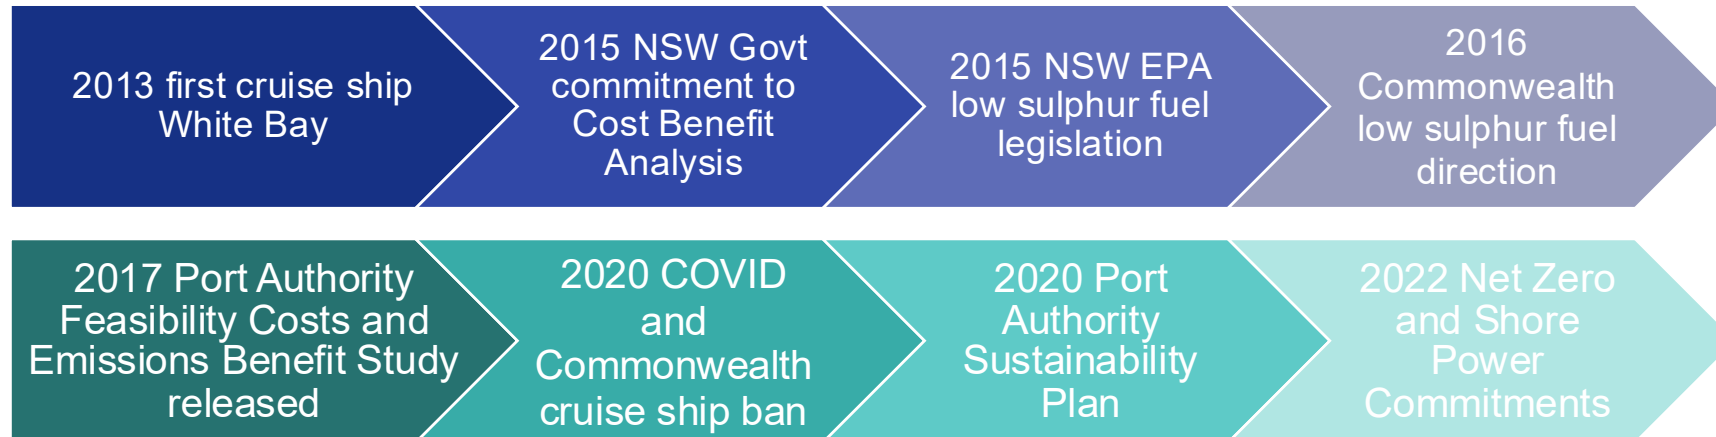 2013 first cruise ship
White Bay
2015 NSW Govt
commitment to
Cost Benefit
Analysis
2015 NSW EPA
low sulphur fuel
legislation
2016
Commonwealth
low sulphur fuel
direction
2017 Port Authority
Feasibility Costs and
Emissions Benefit Study
released
2020 COVID
and
Commonwealth
cruise ship ban
2020 Port
Authority
Sustainability
Plan
2022 Net Zero
and Shore
Power
Commitments